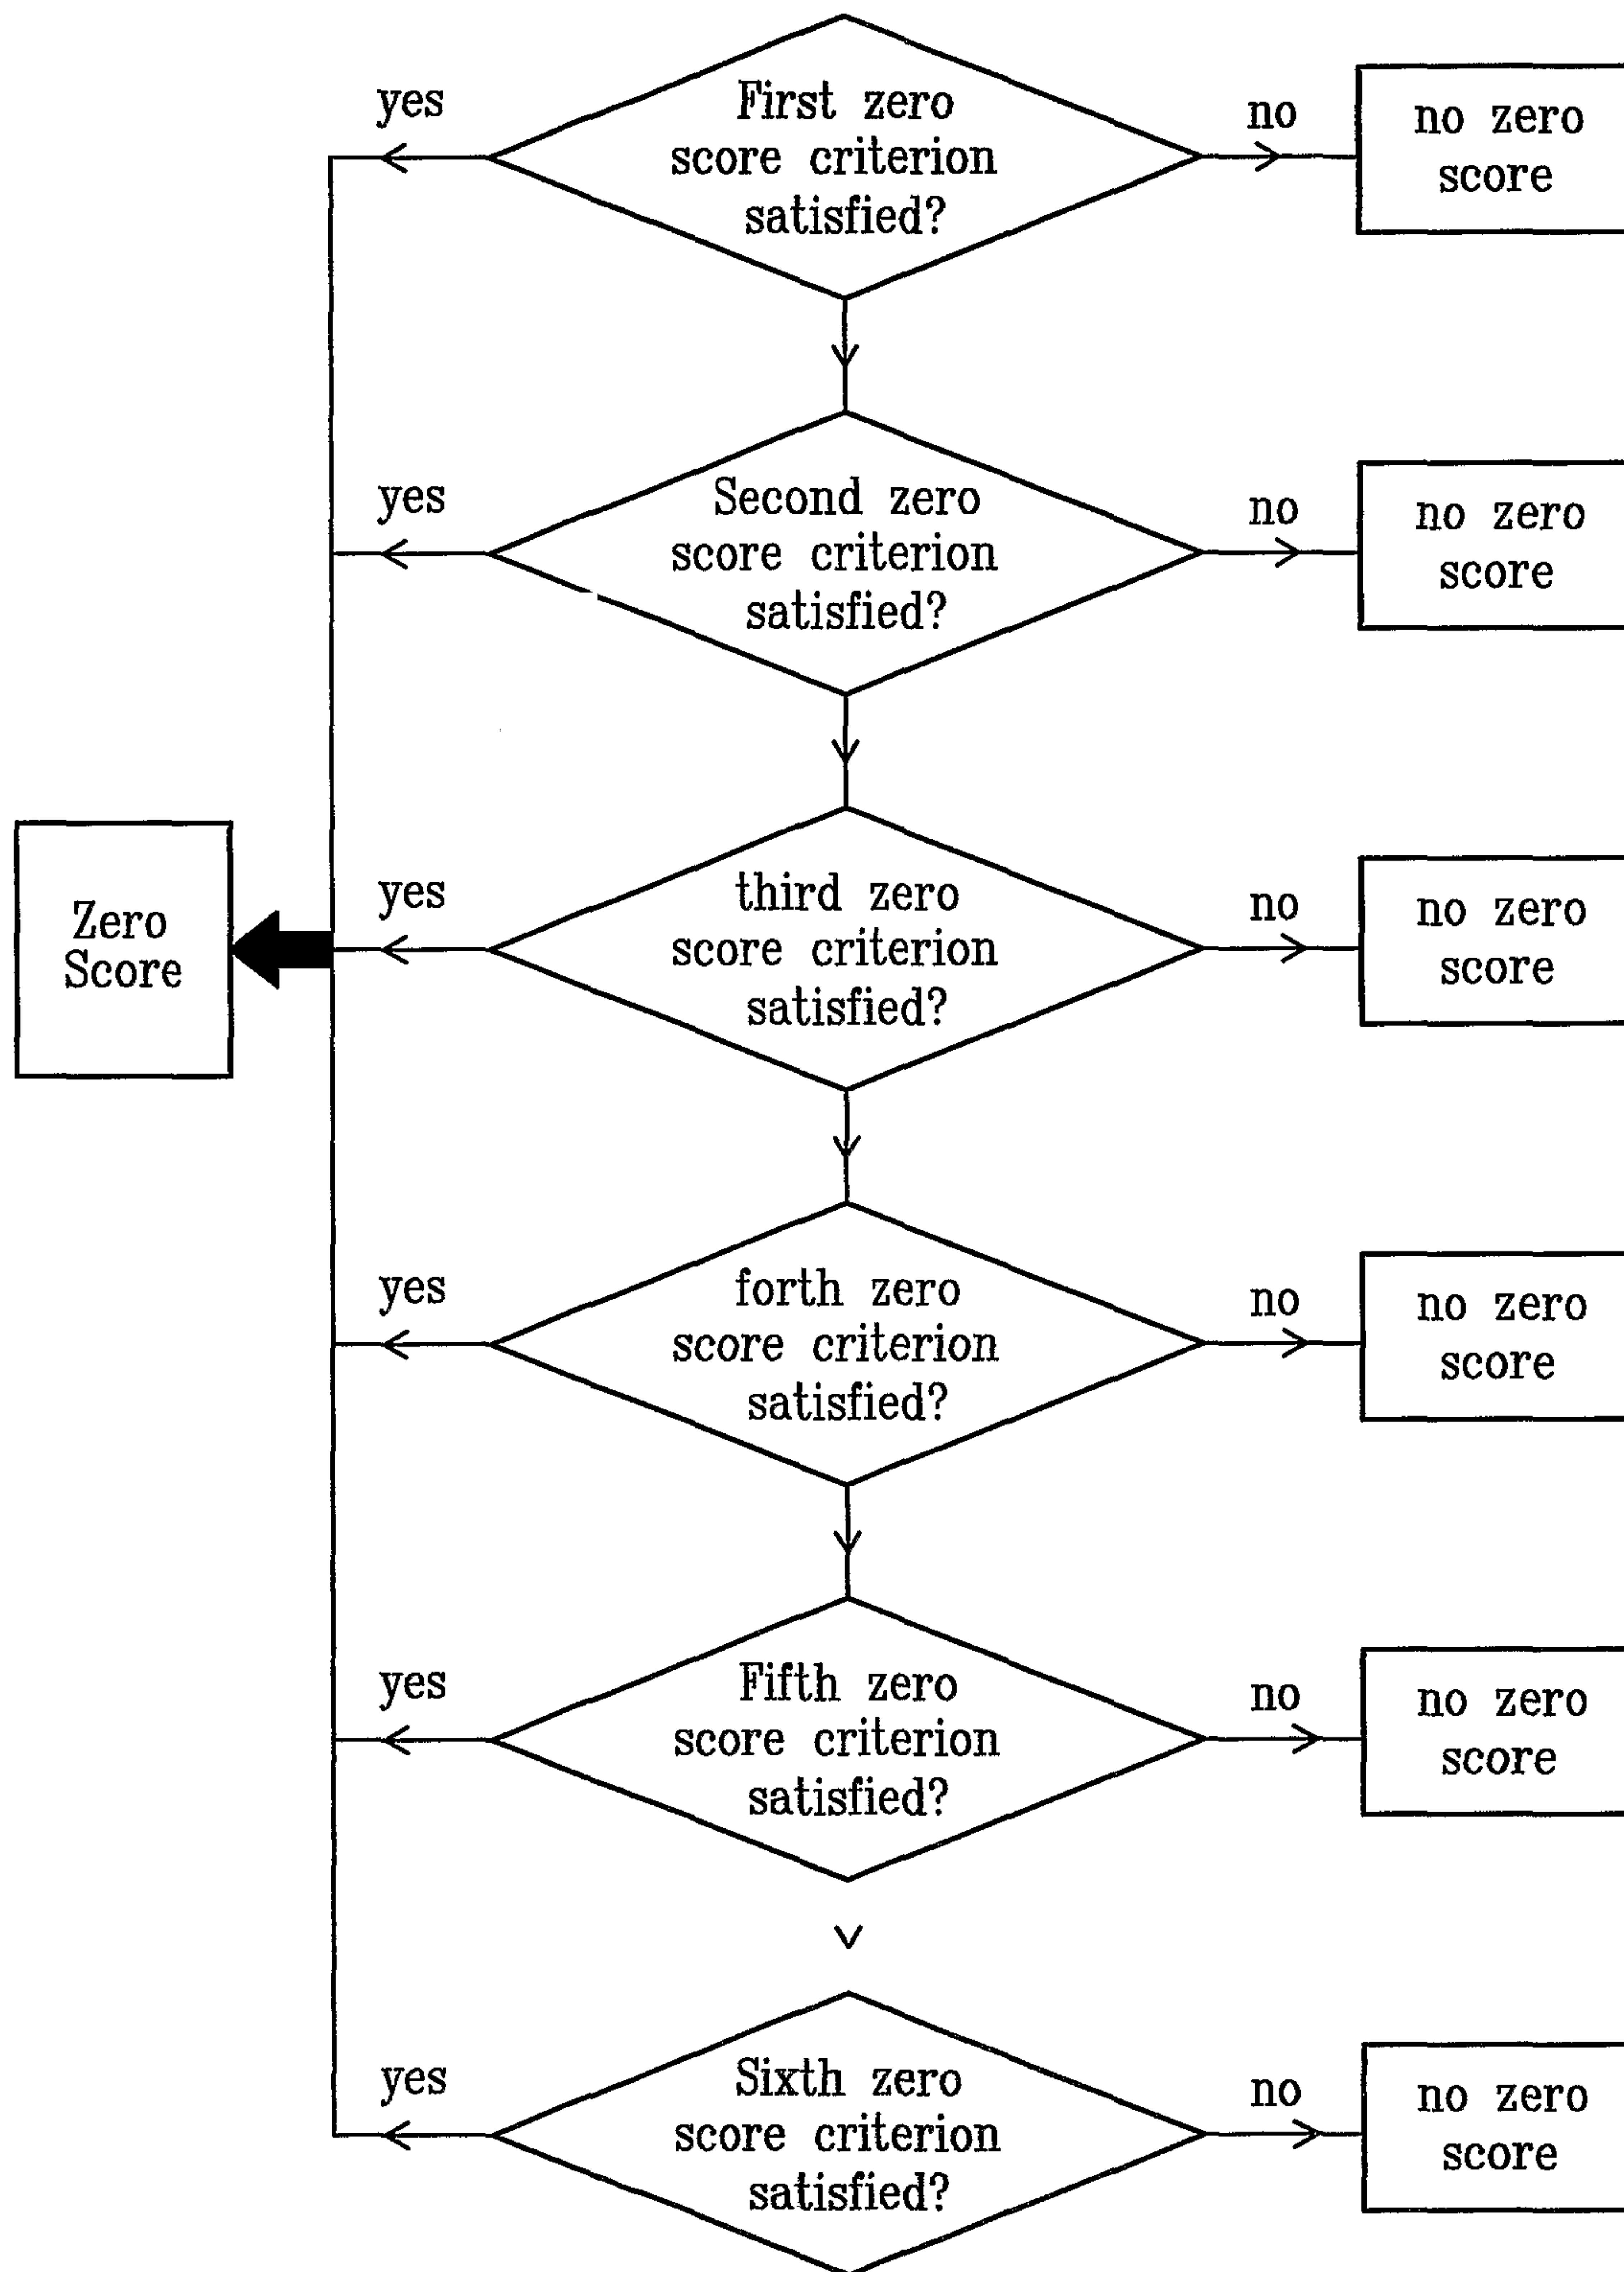 yes
First zero
score criterion
satisfied?
no
no zero
score
yes
Second zero
score criterion
satisfied?
no
no zero
score
Zero
Score
yes
third zero
score criterion
satisfied?
no
no zero
score
yes
forth zero
score criterion
satisfied?
no
no zero
score
yes
Fifth zero
score criterion
satisfied?
no
no zero
score
yes
Sixth zero
score criterion
satisfied?
no
no zero
score